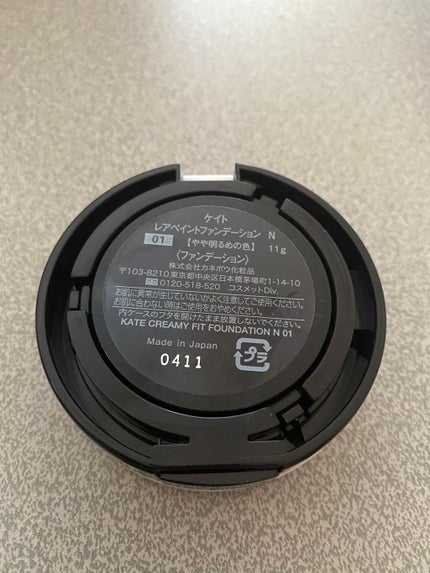 ケイト
レアペイントファンデーション N
01 【やや明るめの色】 11g
〈ファンデーション〉
株式会社カネボウ化粧品
〒103-8210 東京都中央区日本橋茅場町1-14-10
0120-518-520 コスメットDiv.
お肌に異常が生じていないかよく注意してご使用ください。
お肌に合わない時はご使用をおやめください。
内ケースのフタを開けたまま放置しないでください。
KATE CREAMY FIT FOUNDATION N 01
Made in Japan
0411
プラ